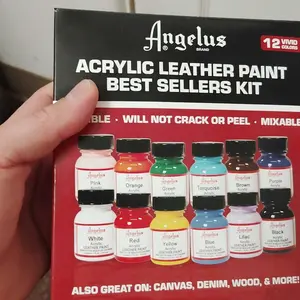 Angelus®
BRAND
12 VIVID
COLORS
ACRYLIC LEATHER PAINT
BEST SELLERS KIT
BLE • WILL NOT CRACK OR PEEL • MIXABLE
Pink Orange Green Turquoise Brown Purple
White Red Yellow Blue Lilac Black
ALSO GREAT ON: CANVAS, DENIM, WOOD, & MORE!